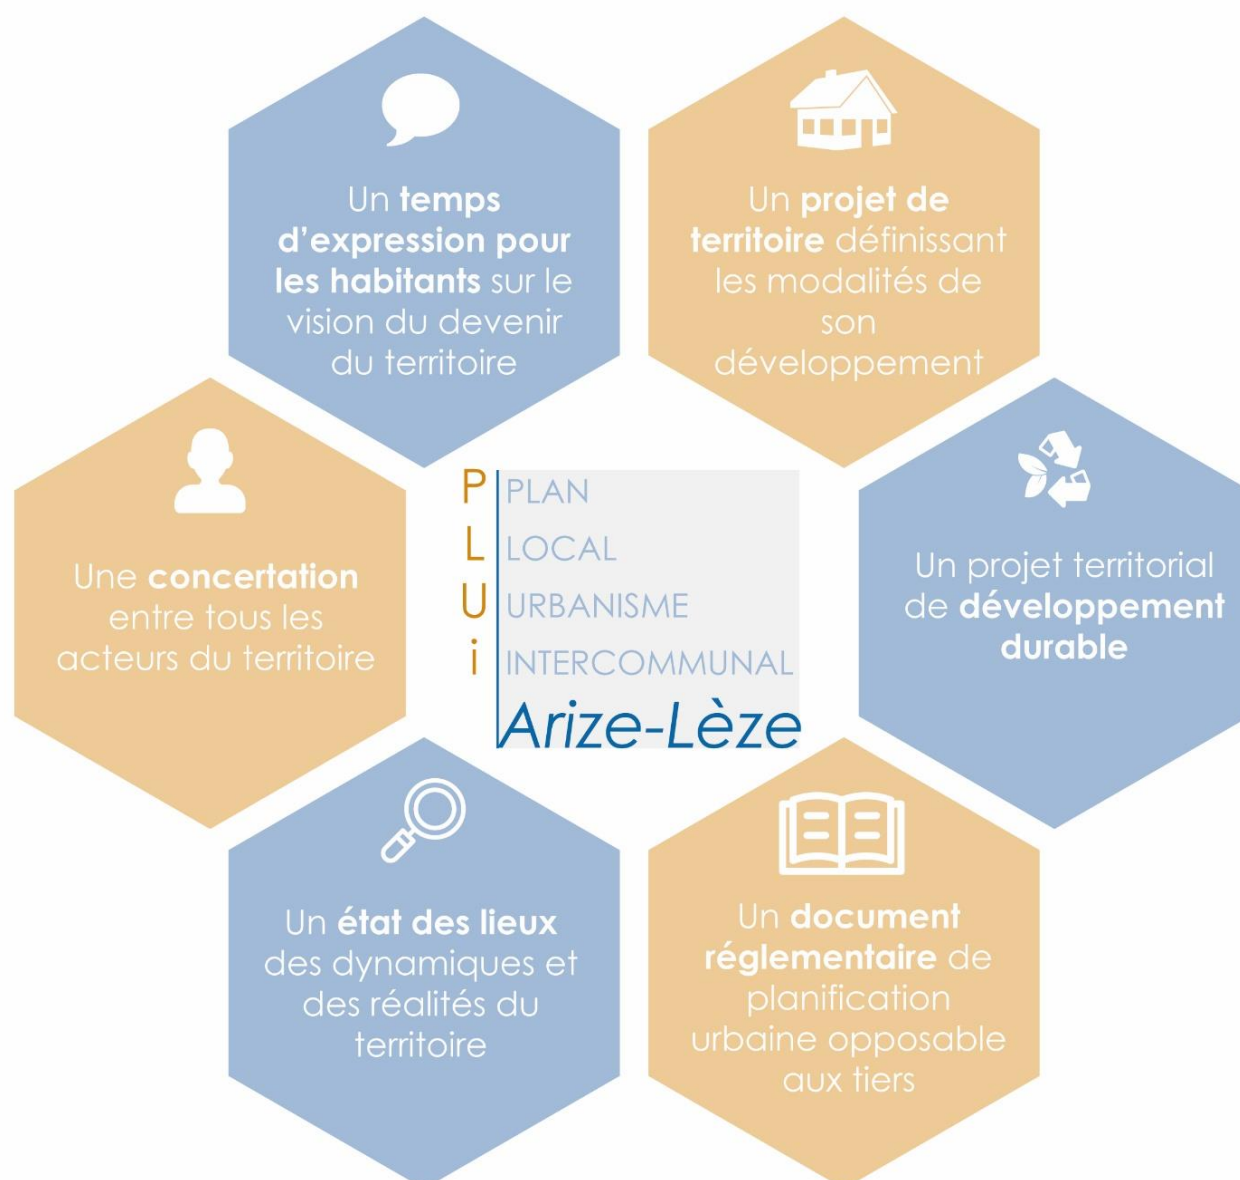 Un temps
d'expression pour
les habitants sur le
vision du devenir
du territoire
Un projet de
territoire définissant
les modalités de
son
développement
Une concertation
entre tous les
acteurs du territoire
P PLAN
L LOCAL
U URBANISME
i INTERCOMMUNAL
Arize-Lèze
Un projet territorial
de développement
durable
Un état des lieux
des dynamiques et
des réalités du
territoire
Un document
réglementaire de
planification
urbaine opposable
aux tiers